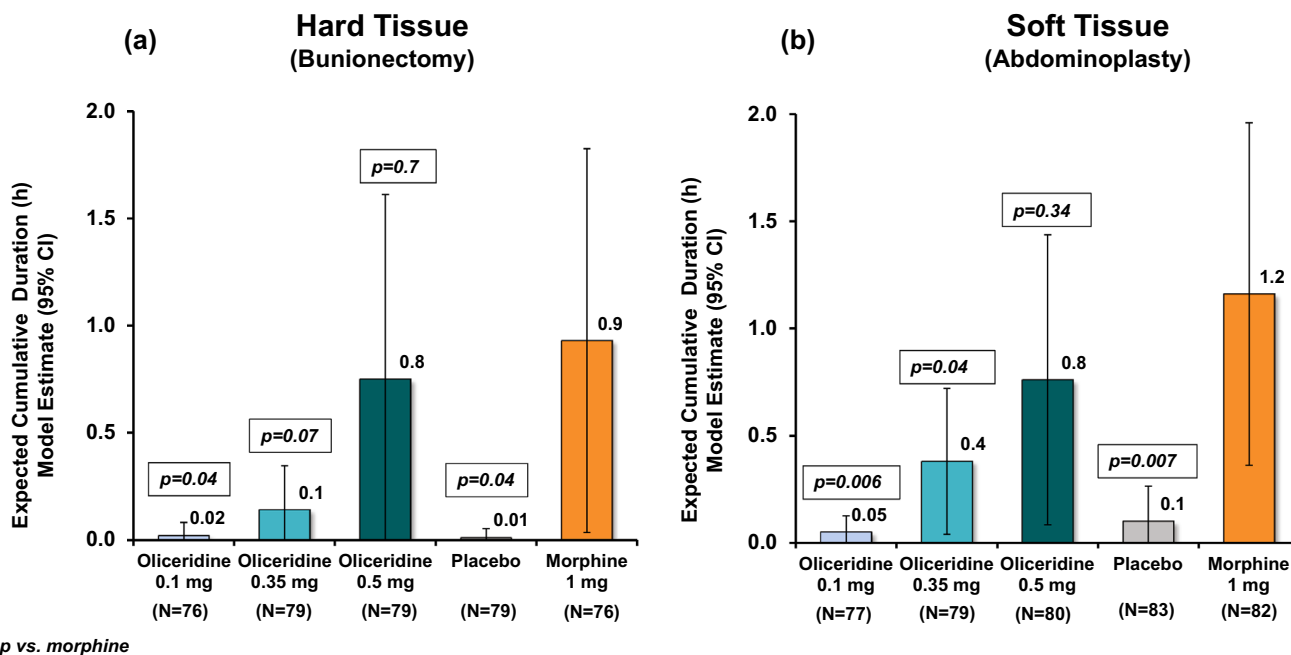 (a)
Hard Tissue
(Bunionectomy)
Expected Cumulative Duration (h)
Model Estimate (95% CI)
2.0
1.5
1.0
0.5
0.0
p=0.04
0.02
p=0.07
0.1
p=0.7
0.8
p=0.04
0.01
0.9
Oliceridine
0.1 mg
(N=76)
Oliceridine
0.35 mg
(N=79)
Oliceridine
0.5 mg
(N=79)
Placebo
(N=79)
Morphine
1 mg
(N=76)
(b)
Soft Tissue
(Abdominoplasty)
Expected Cumulative Duration (h)
Model Estimate (95% CI)
2.0
1.5
1.0
0.5
0.0
p=0.006
0.05
p=0.04
0.4
p=0.34
0.8
p=0.007
0.1
1.2
Oliceridine
0.1 mg
(N=77)
Oliceridine
0.35 mg
(N=79)
Oliceridine
0.5 mg
(N=80)
Placebo
(N=83)
Morphine
1 mg
(N=82)
p vs. morphine